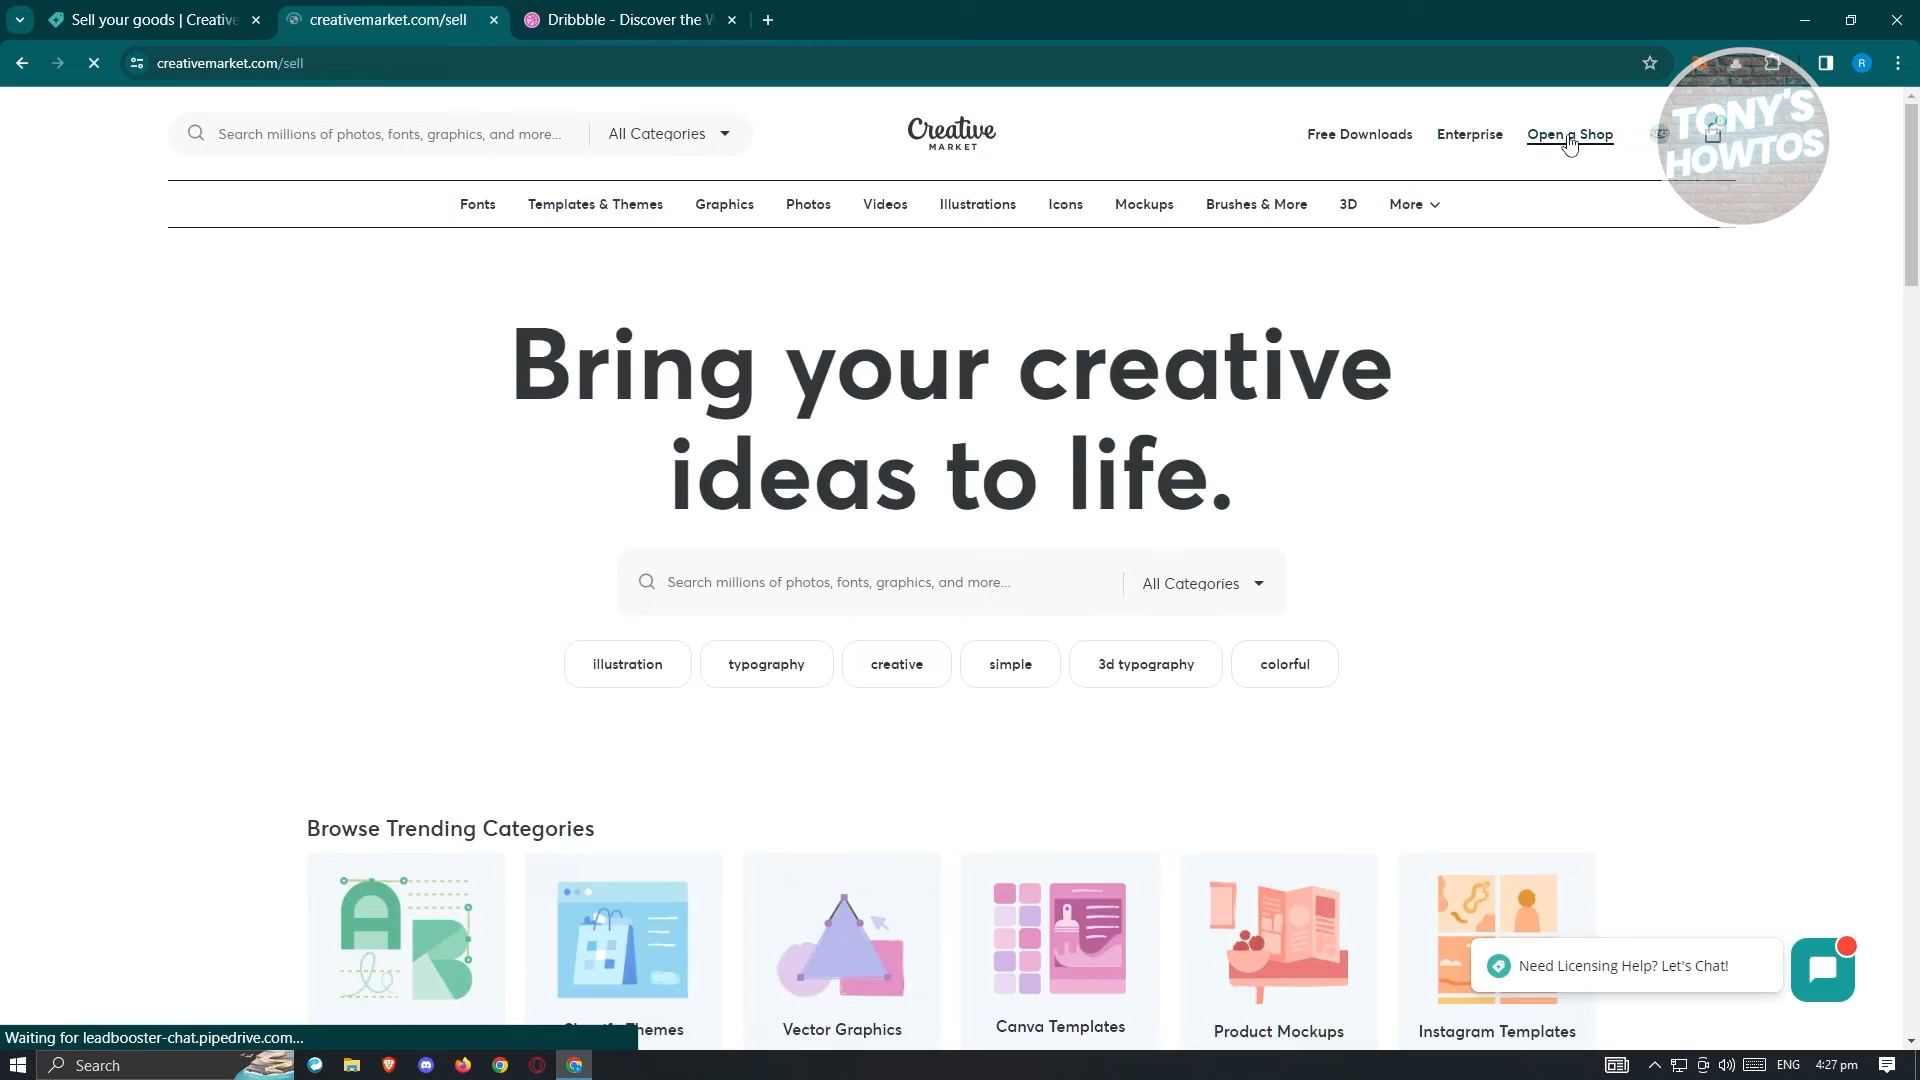 Sell your goods | Creative
creativemarket.com/sell
Dribbble - Discover the W
creativemarket.com/sell
R
TONY'S
HOWTOS
Search millions of photos, fonts, graphics, and more...
All Categories
Creative
MARKET
Free Downloads
Enterprise
Open a Shop
Fonts
Templates & Themes
Graphics
Photos
Videos
Illustrations
Icons
Mockups
Brushes & More
3D
More
Bring your creative
ideas to life.
Search millions of photos, fonts, graphics, and more...
All Categories
illustration
typography
creative
simple
3d typography
colorful
Browse Trending Categories
Need Licensing Help? Let's Chat!
Themes
Vector Graphics
Canva Templates
Product Mockups
Instagram Templates
Waiting for leadbooster-chat.pipedrive.com...
Search
ENG
4:27 pm